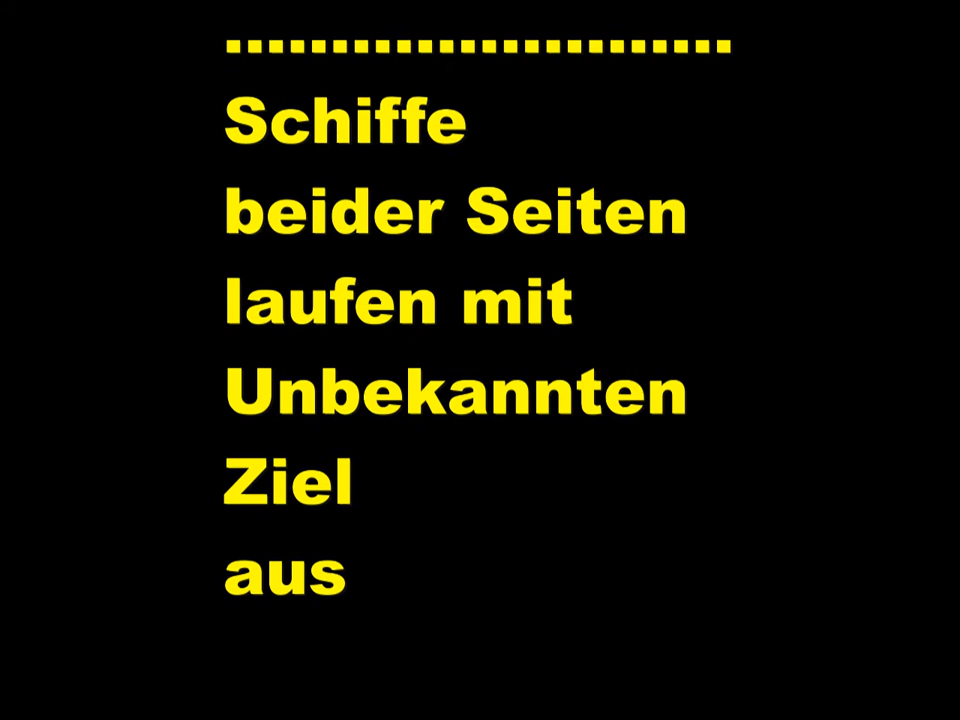 ........................
Schiffe
beider Seiten
laufen mit
Unbekannten
Ziel
aus